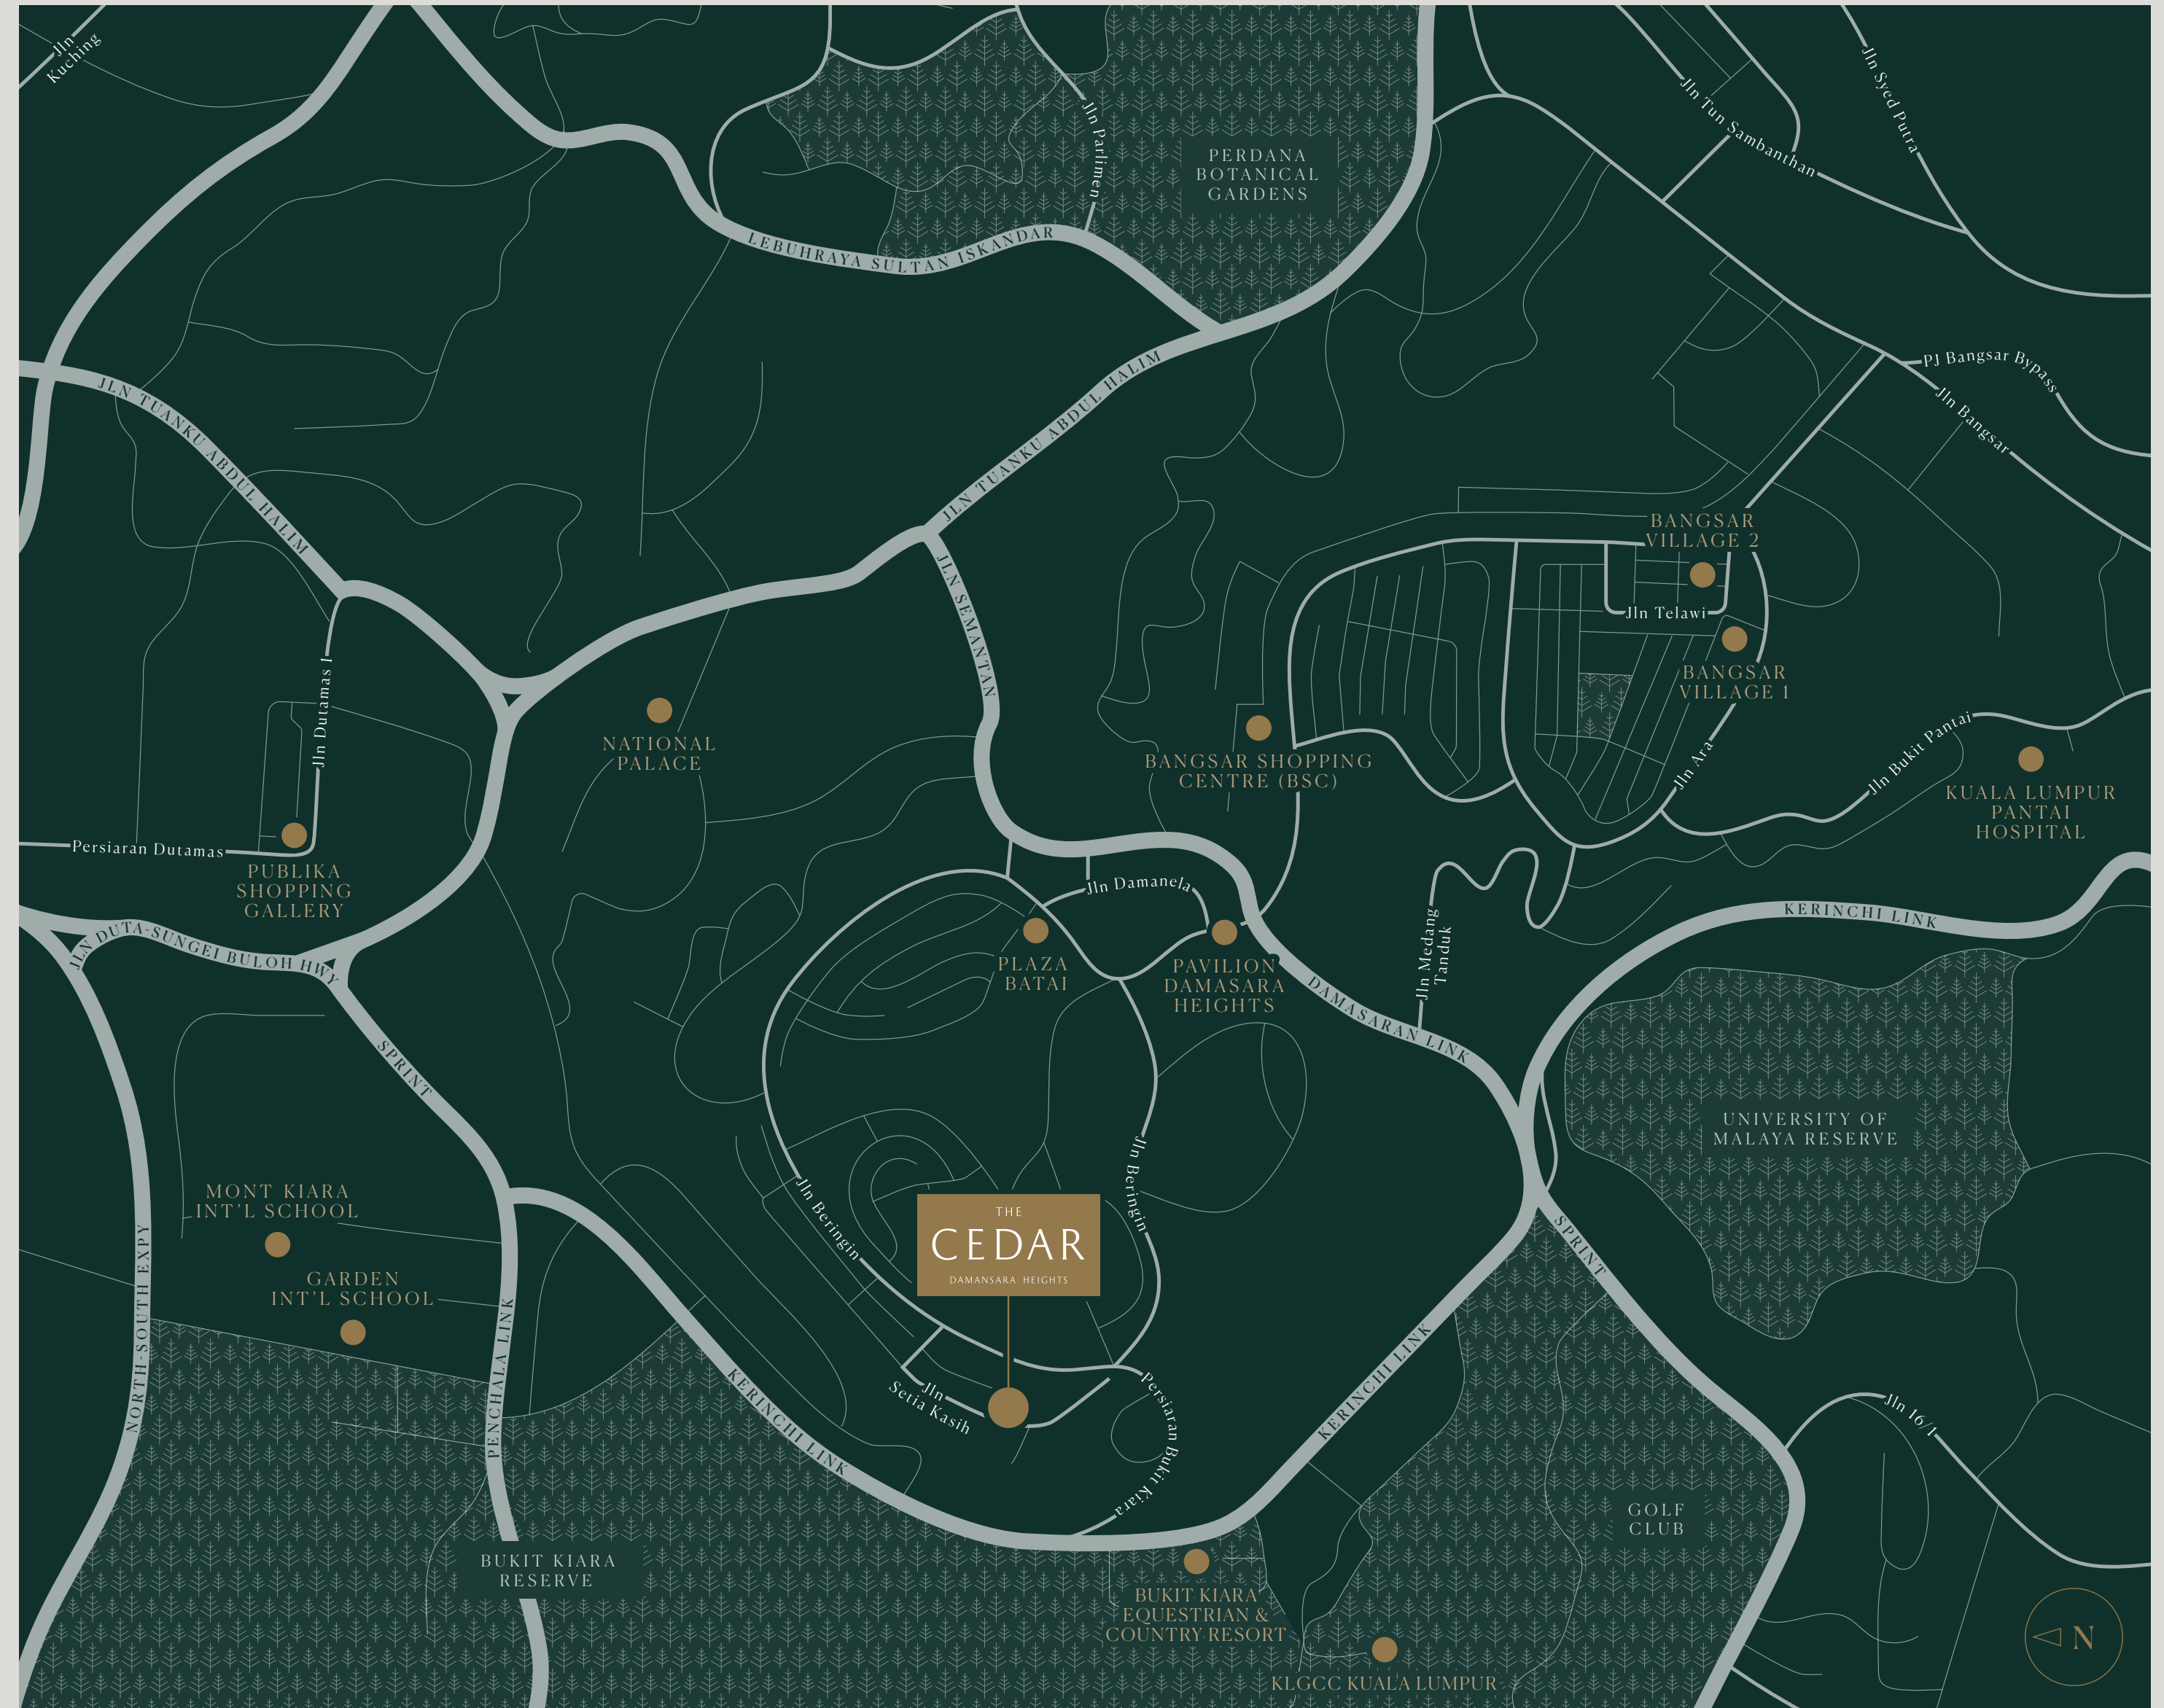 Jln
Kuching
Jln Parlimen
PERDANA
BOTANICAL
GARDENS
Jln Tun Sambanthan
Jln Syed Putra
LEBUHRAYA SULTAN ISKANDAR
JLN TUANKU ABDUL HALIM
JLN TUANKU ABDUL HALIM
PJ Bangsar Bypass
Jln Bangsar
BANGSAR
VILLAGE 2
Jln Telawi
BANGSAR
VILLAGE 1
JLN SEMANTAN
Jln Dutamas 1
NATIONAL
PALACE
BANGSAR SHOPPING
CENTRE (BSC)
Jln Ara
Jln Bukit Pantai
KUALA LUMPUR
PANTAI
HOSPITAL
Persiaran Dutamas
PUBLIKA
SHOPPING
GALLERY
Jln Damanela
KERINCHI LINK
JLN DUTA-SUNGEI BULOH HWY
PLAZA
BATAI
PAVILION
DAMASARA
HEIGHTS
Jln Medang
Tanduk
DAMASARAN LINK
SPRINT
UNIVERSITY OF
MALAYA RESERVE
MONT KIARA
INT'L SCHOOL
Jln Beringin
Jln Beringin
THE
CEDAR
DAMANSARA HEIGHTS
SPRINT
GARDEN
INT'L SCHOOL
NORTH-SOUTH EXPY
PENCHALA LINK
KERINCHI LINK
Jln
Setia Kasih
Persiaran Bukit Kiara
KERINCHI LINK
Jln 16/1
GOLF
CLUB
BUKIT KIARA
RESERVE
BUKIT KIARA
EQUESTRIAN &
COUNTRY RESORT
KLGCC KUALA LUMPUR
N